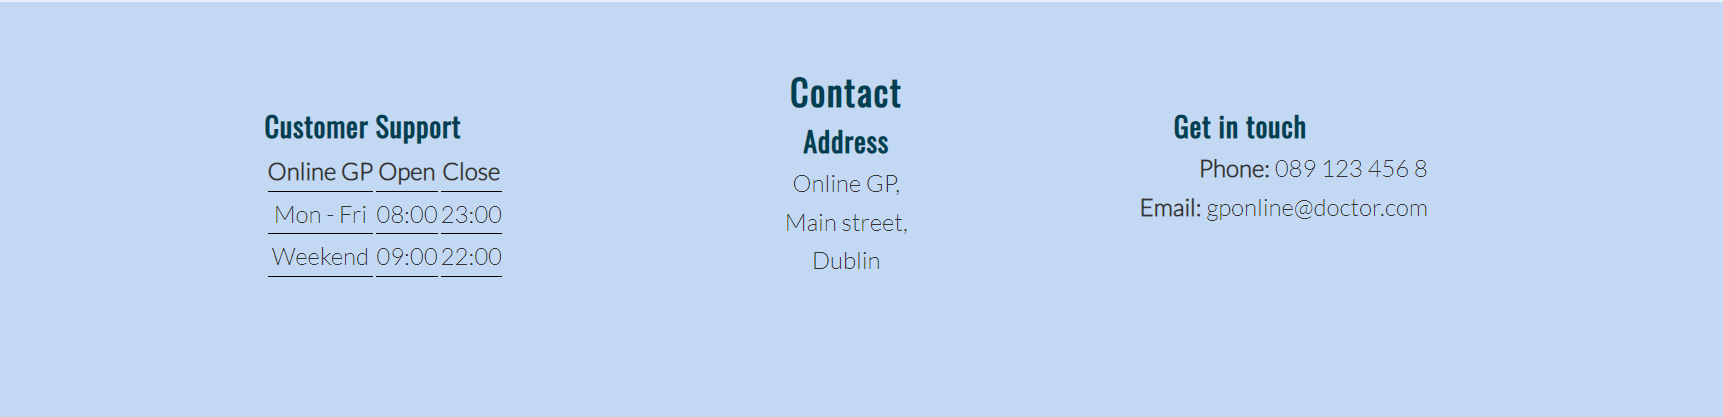 Contact
Customer Support
Online GP Open Close
Mon - Fri 08:00 23:00
Weekend 09:00 22:00
Address
Online GP,
Main street,
Dublin
Get in touch
Phone: 089 123 456 8
Email: gponline@doctor.com